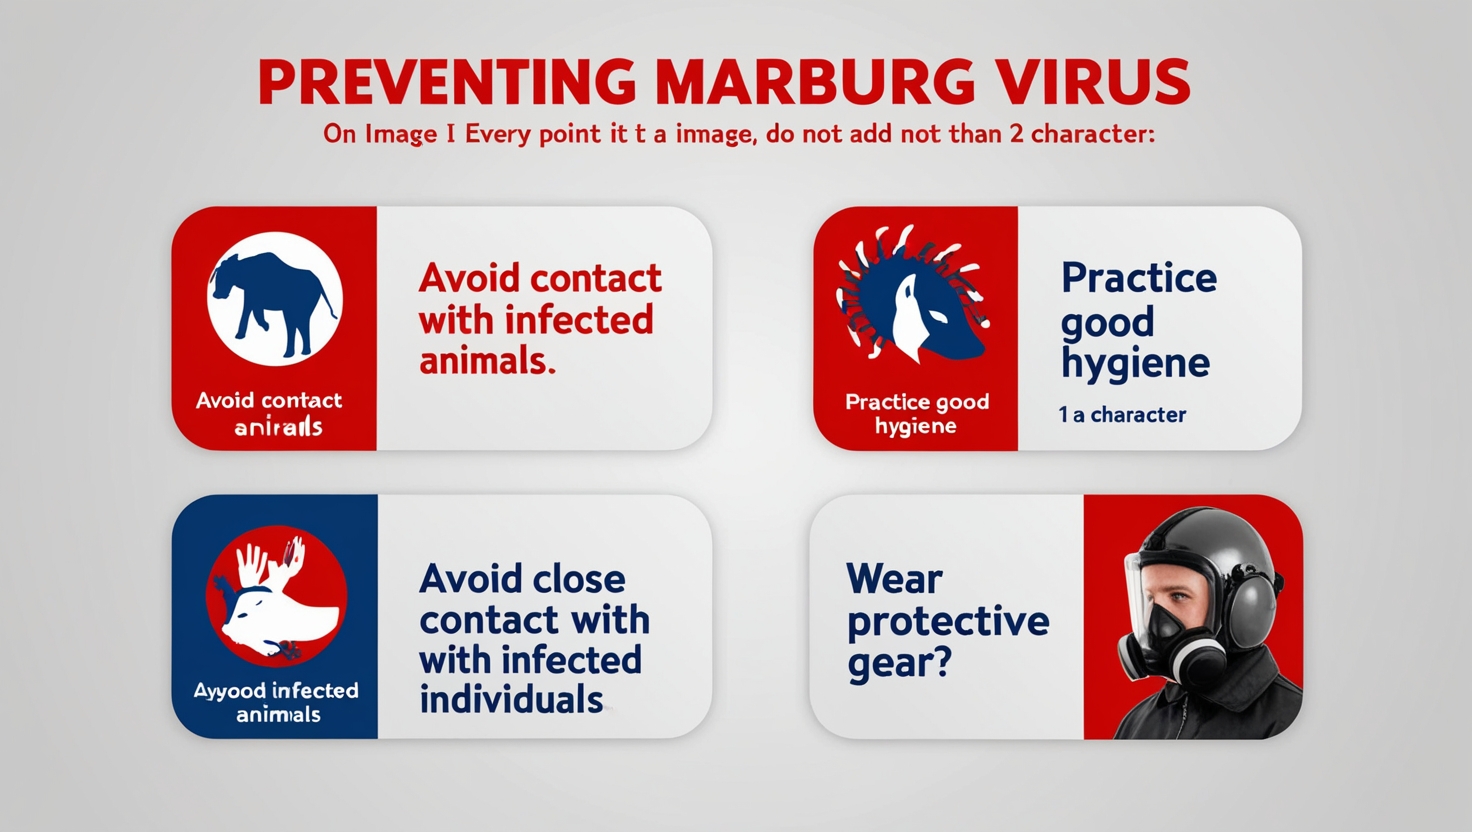 PREVENTING MARBURG VIRUS
On Image I Every point it t a image, do not add not than 2 character:
Avoid contact
with infected
animals.
Avoid contact
anirails
Practice
good
hygiene
1 a character
Practice good
hygiene
Avoid close
contact with
with infected
individuals
Ayyood infected
animals
Wear
protective
gear?